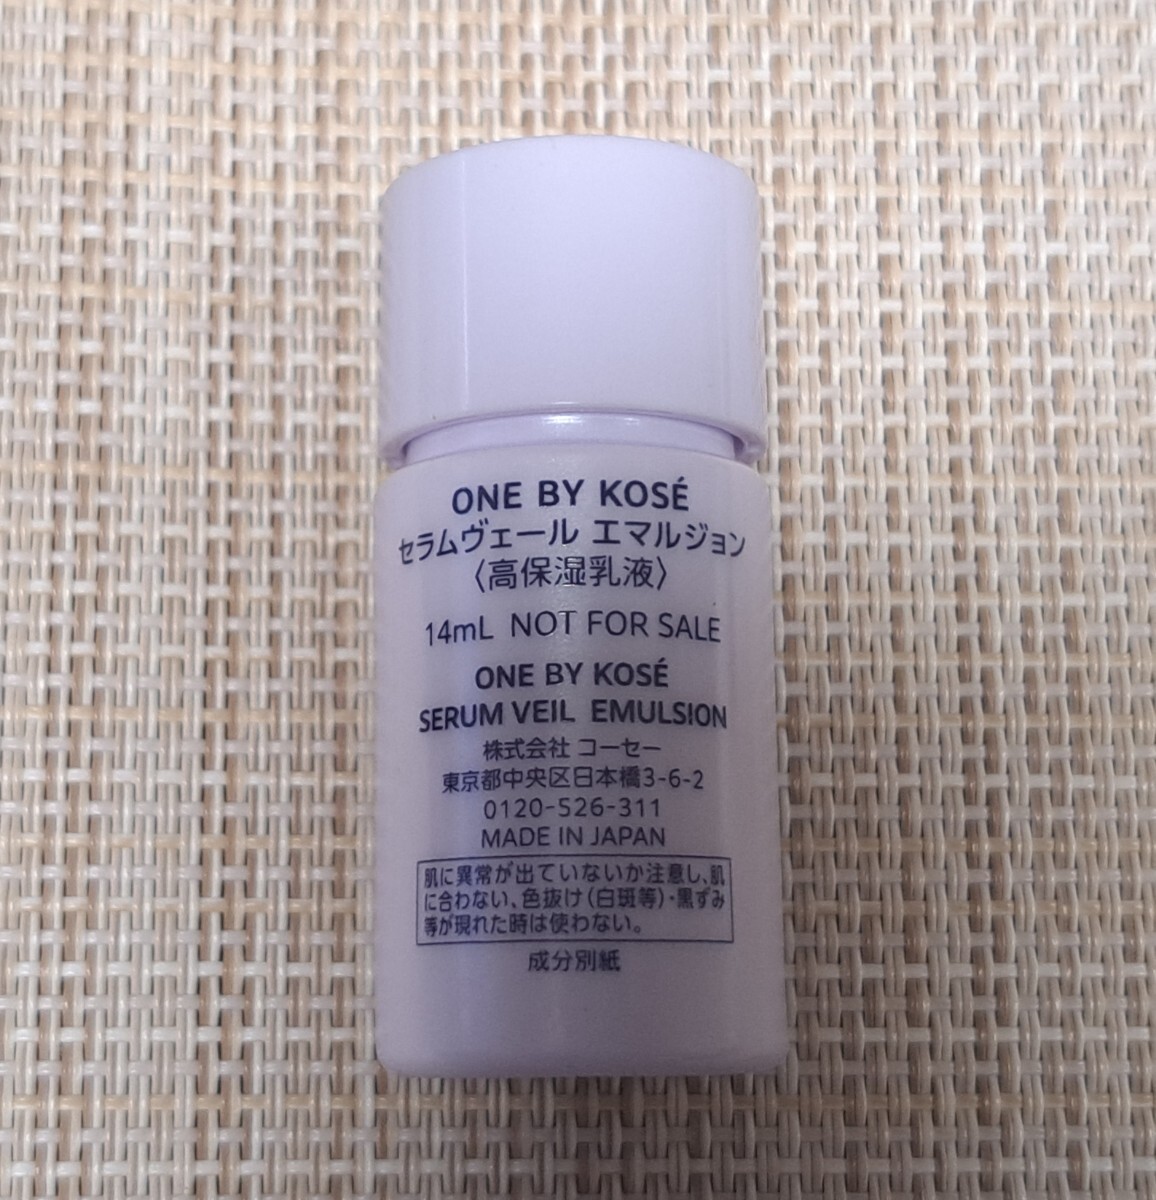 ONE BY KOSÉ
セラムヴェール エマルジョン
〈高保湿乳液〉
14mL NOT FOR SALE
ONE BY KOSÉ
SERUM VEIL EMULSION
株式会社 コーセー
東京都中央区日本橋3-6-2
0120-526-311
MADE IN JAPAN
肌に異常が出ていないか注意し、肌
に合わない、色抜け(白斑等)・黒ずみ
等が現れた時は使わない。
成分別紙